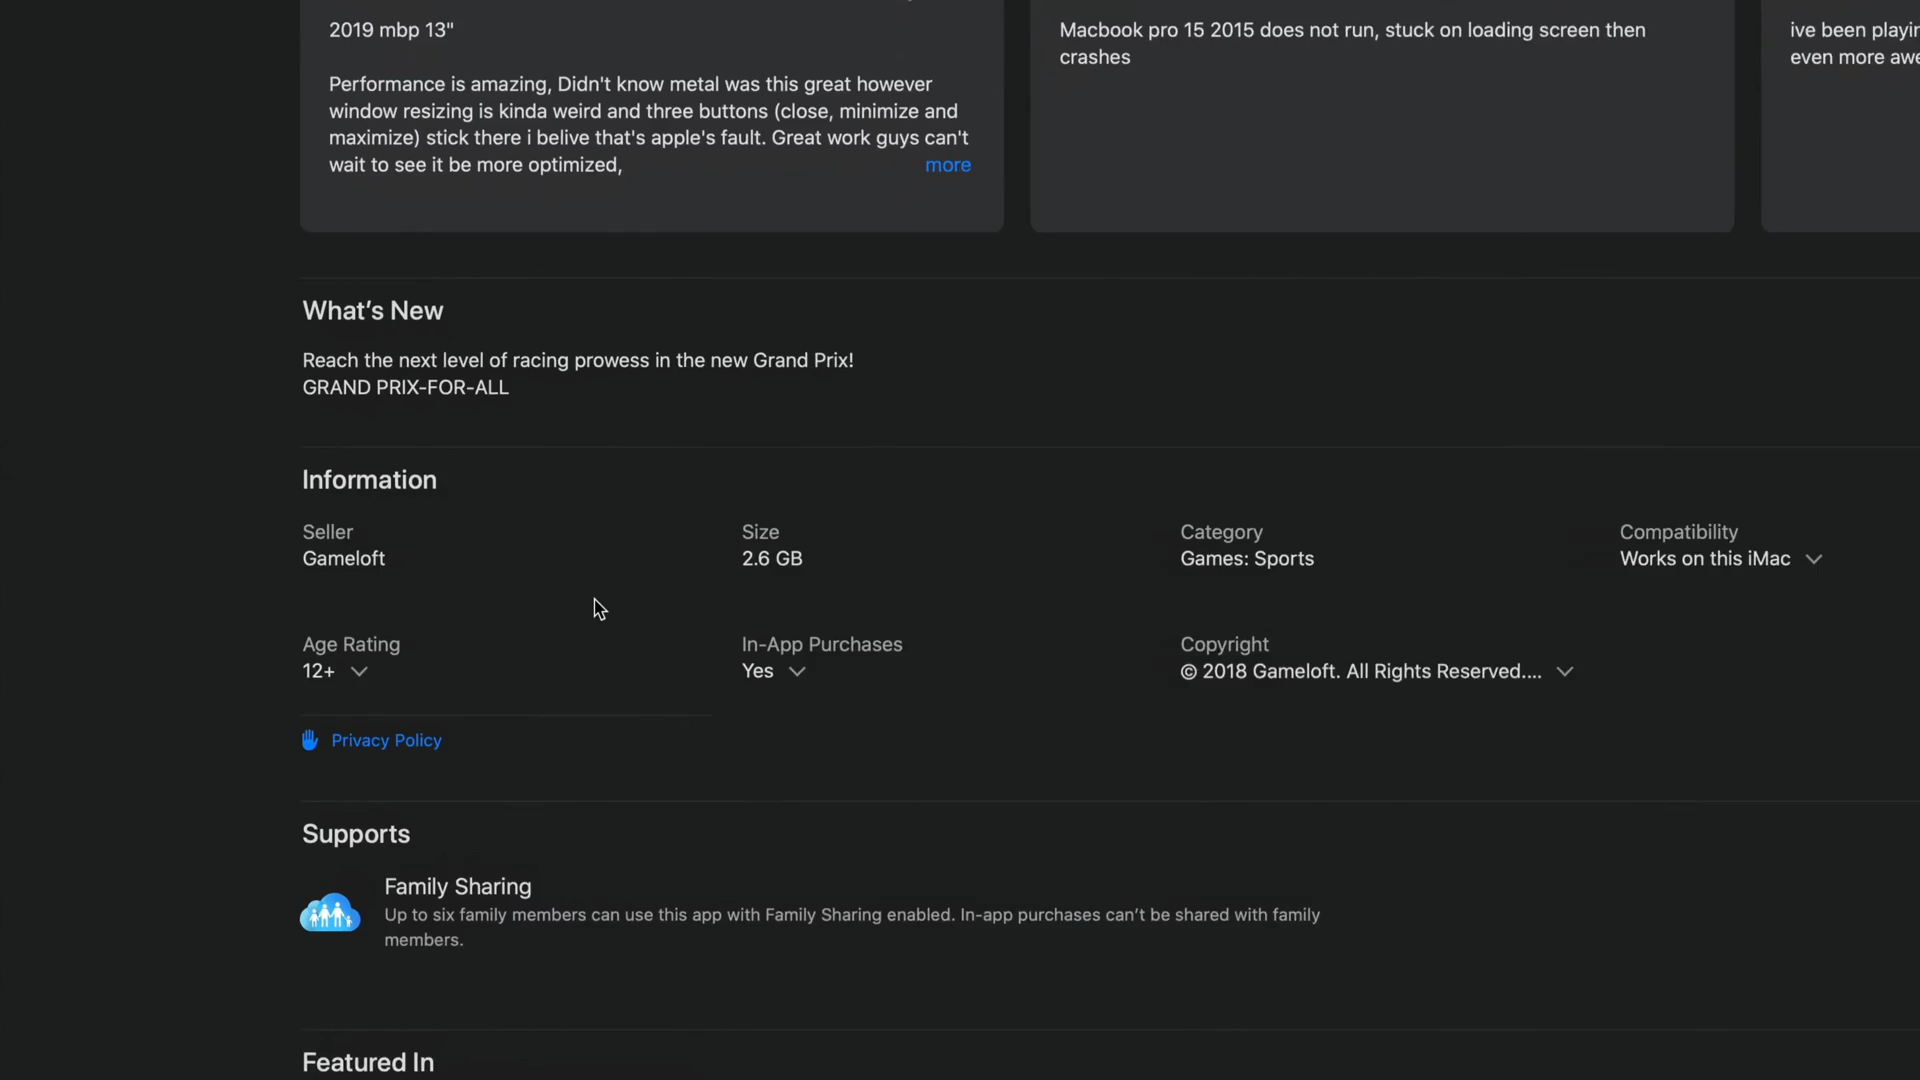 2019 mbp 13"
Performance is amazing, Didn't know metal was this great however
window resizing is kinda weird and three buttons (close, minimize and
maximize) stick there i belive that's apple's fault. Great work guys can't
wait to see it be more optimized,
more
Macbook pro 15 2015 does not run, stuck on loading screen then
crashes
ive been
even more
What's New
Reach the next level of racing prowess in the new Grand Prix!
GRAND PRIX-FOR-ALL
Information
Seller
Gameloft
Size
2.6 GB
Category
Games: Sports
Compatibility
Works on this iMac
Age Rating
12+
In-App Purchases
Yes
Copyright
© 2018 Gameloft. All Rights Reserved....
Privacy Policy
Supports
Family Sharing
Up to six family members can use this app with Family Sharing enabled. In-app purchases can't be shared with family
members.
Featured In